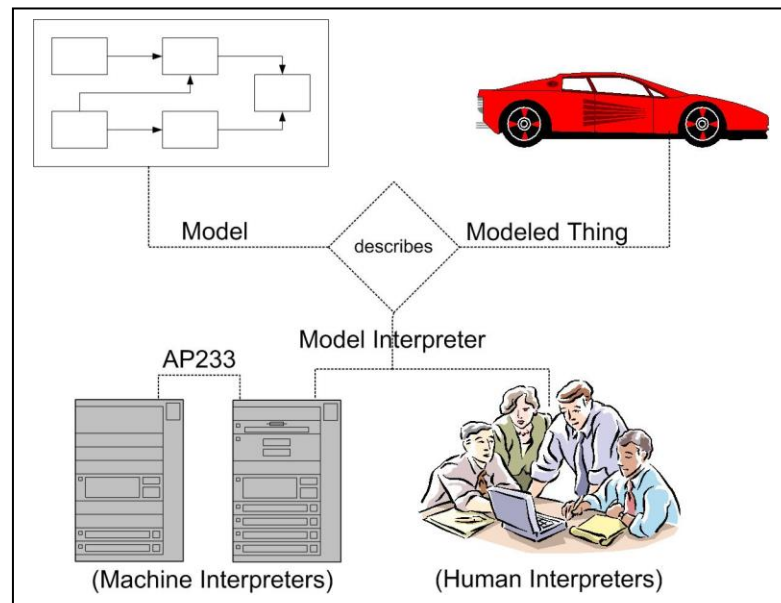 Model
describes
Modeled Thing
Model Interpreter
AP233
(Machine Interpreters)
(Human Interpreters)